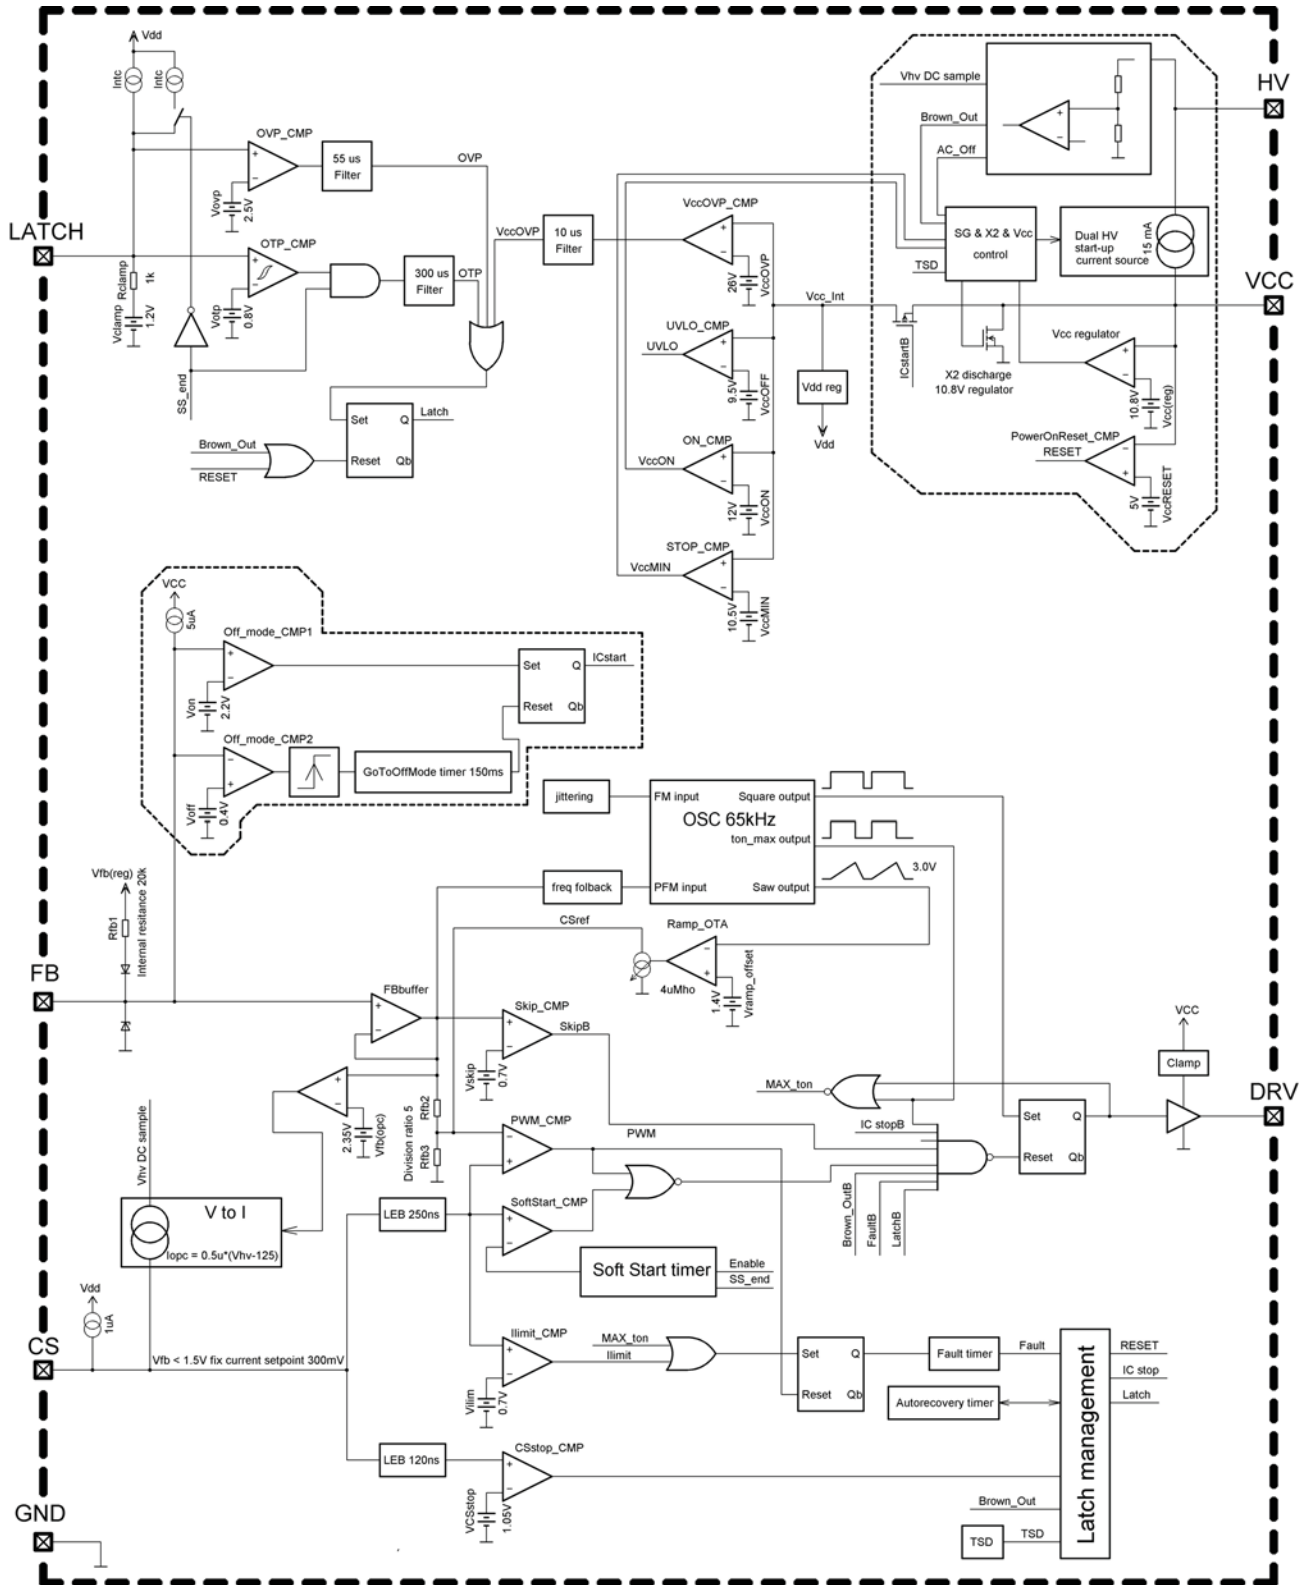 Vdd
Intc
Intc
OVP_CMP
55 us
Filter
OVP
Vovp
2.5V
LATCH
OTP_CMP
Rclamp
1k
Vclamp
1.2V
Votp
0.8V
300 us
Filter
OTP
SS_end
Set
Q
Latch
Reset
Qb
Brown_Out
RESET
VccOVP
10 us
Filter
VccOVP_CMP
26V
VccOVP
UVLO_CMP
UVLO
9.5V
VccOFF
ON_CMP
VccON
12V
VccON
STOP_CMP
VccMIN
10.5V
VccMIN
Vcc_Int
Vdd reg
Vdd
Vhv DC sample
Brown_Out
AC_Off
SG & X2 & Vcc
control
TSD
Dual HV
start-up
current source
15 mA
HV
VCC
ICstartB
X2 discharge
10.8V regulator
Vcc regulator
10.8V
Vcc(reg)
PowerOnReset_CMP
RESET
5V
VccRESET
VCC
5uA
Off_mode_CMP1
Von
2.2V
Set
Q
ICstart
Reset
Qb
Off_mode_CMP2
GoToOffMode timer 150ms
Voff
0.4V
jittering
FM input
Square output
OSC 65kHz
ton_max output
freq folback
PFM input
Saw output
3.0V
Vfb(reg)
Rfb1
Internal resitance 20k
FB
CSref
Ramp_OTA
4uMho
1.4V
Vramp_offset
FBbuffer
Skip_CMP
SkipB
Vskip
0.7V
2.35V
Vfb(opc)
Division ratio 5
Rfb2
Rfb3
PWM_CMP
PWM
SoftStart_CMP
MAX_ton
IC stopB
Brown_OutB
FaultB
LatchB
Set
Q
Reset
Qb
VCC
Clamp
DRV
Vhv DC sample
V to I
Iopc = 0.5u*(Vhv-125)
LEB 250ns
Soft Start timer
Enable
SS_end
Vdd
1uA
CS
Vfb < 1.5V fix current setpoint 300mV
Ilimit_CMP
MAX_ton
Ilimit
Vilim
0.7V
Set
Q
Reset
Qb
Fault timer
Fault
Autorecovery timer
Latch management
RESET
IC stop
Latch
LEB 120ns
CSstop_CMP
VCSstop
1.05V
Brown_Out
TSD
TSD
GND